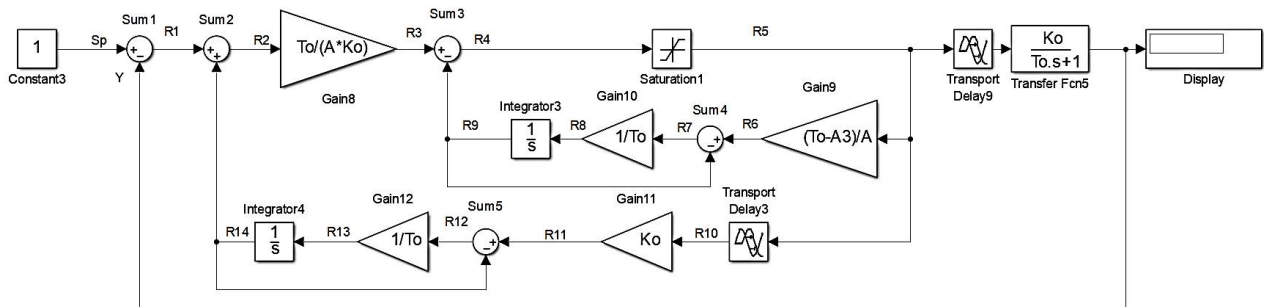 Sum1
R1
Sum2
R2
To/(A*Ko)
R3
Sum3
R4
R5
1
Sp
Constant3
Y
Gain8
Saturation1
Transport
Delay9
Ko
To.s+1
Transfer Fcn5
Display
Integrator3
Gain10
Sum4
Gain9
R9
1
s
R8
1/To
R7
R6
(To-A3)/A
Integrator4
Gain12
Sum5
Gain11
Transport
Delay3
R14
1
s
R13
1/To
R12
R11
Ko
R10